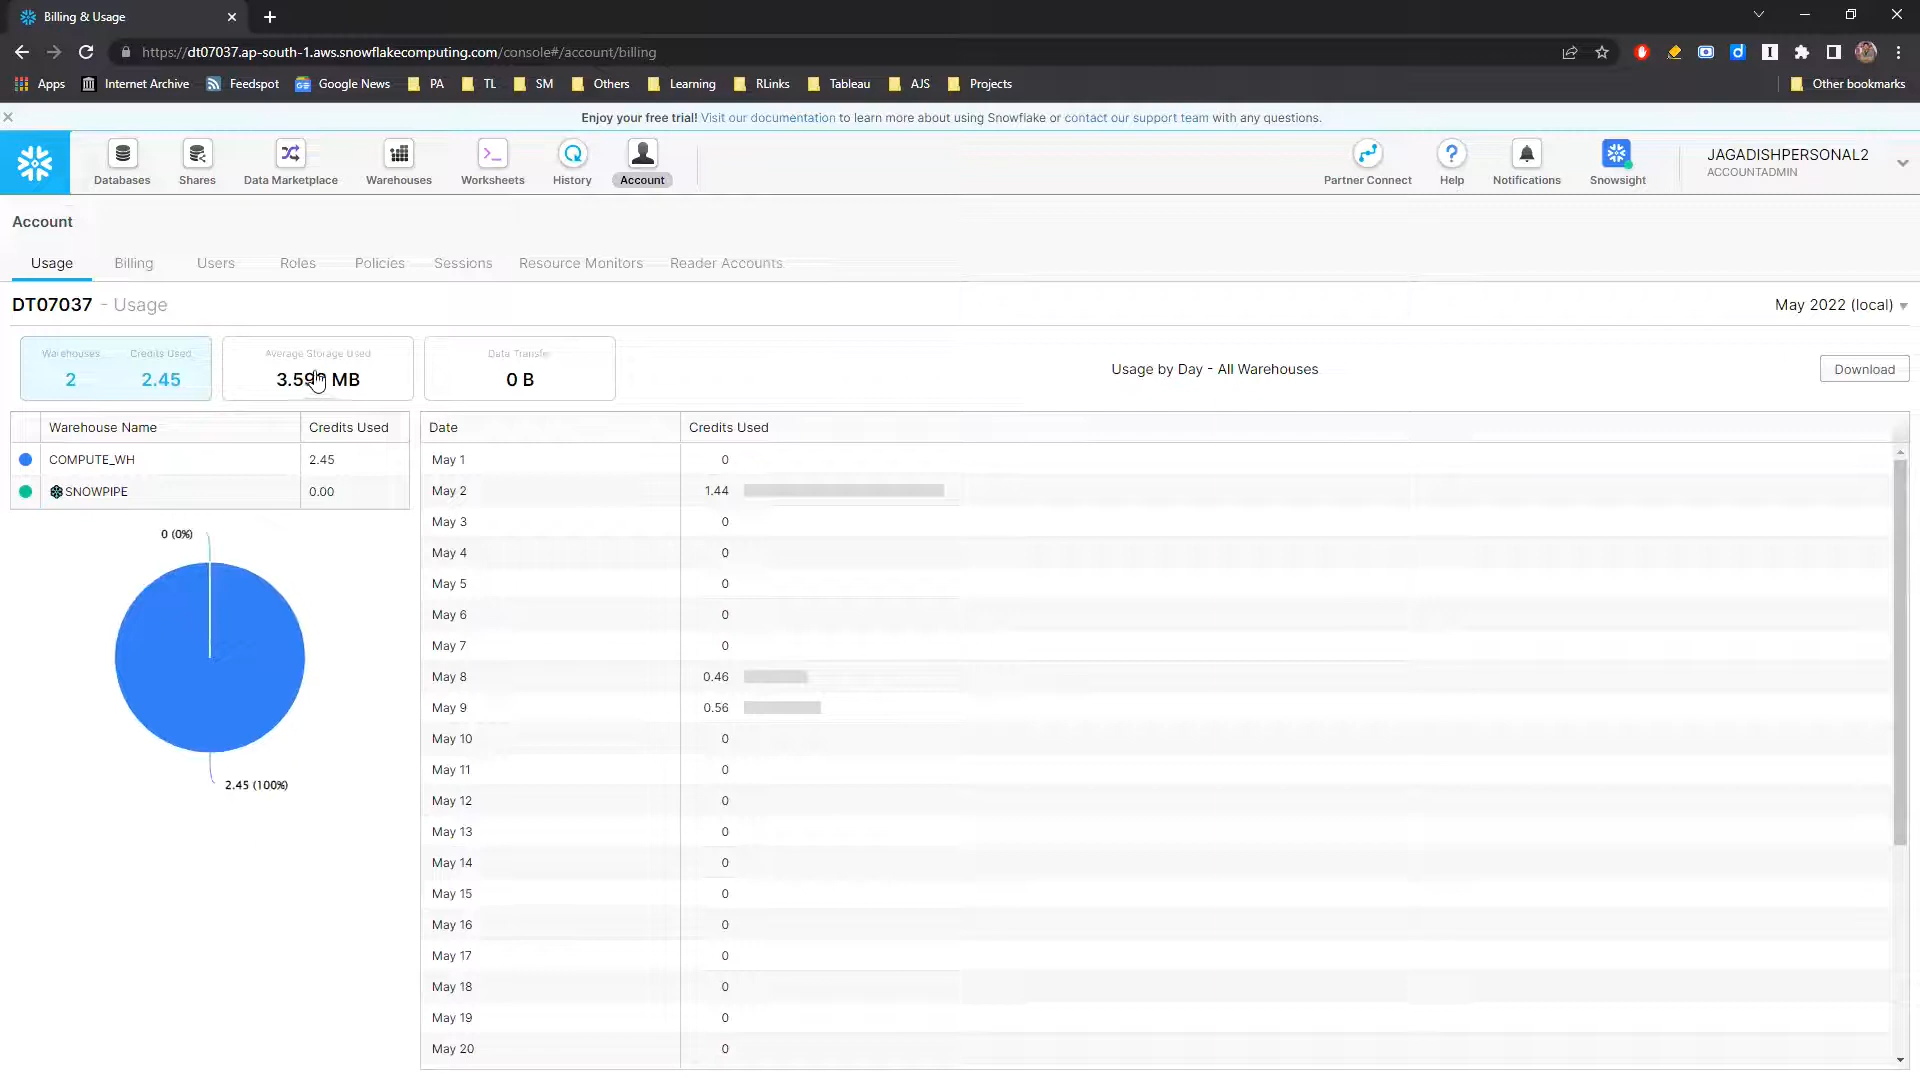 Billing & Usage
https://dt07037.ap-south-1.aws.snowflakecomputing.com/console#/account/billing
Apps Internet Archive Feedspot Google News PA TL SM Others Learning RLinks Tableau AJS Projects Other bookmarks
Enjoy your free trial! Visit our documentation to learn more about using Snowflake or contact our support team with any questions.
Databases Shares Data Marketplace Warehouses Worksheets History Account Partner Connect Help Notifications Snowsight
JAGADISHPERSONAL2
ACCOUNTADMIN
Account
Usage Billing Users Roles Policies Sessions Resource Monitors Reader Accounts
DT07037 - Usage May 2022 (local)
Warehouses Credits Used Average Storage Used Data Transfer
2 2.45 MB 0 B
Usage by Day - All Warehouses Download
Warehouse Name Credits Used
COMPUTE_WH 2.45
SNOWPIPE 0.00
0 (0%)
2.45 (100%)
Date Credits Used
May 1 0
May 2 1.44
May 3 0
May 4 0
May 5 0
May 6 0
May 7 0
May 8 0.46
May 9 0.56
May 10 0
May 11 0
May 12 0
May 13 0
May 14 0
May 15 0
May 16 0
May 17 0
May 18 0
May 19 0
May 20 0